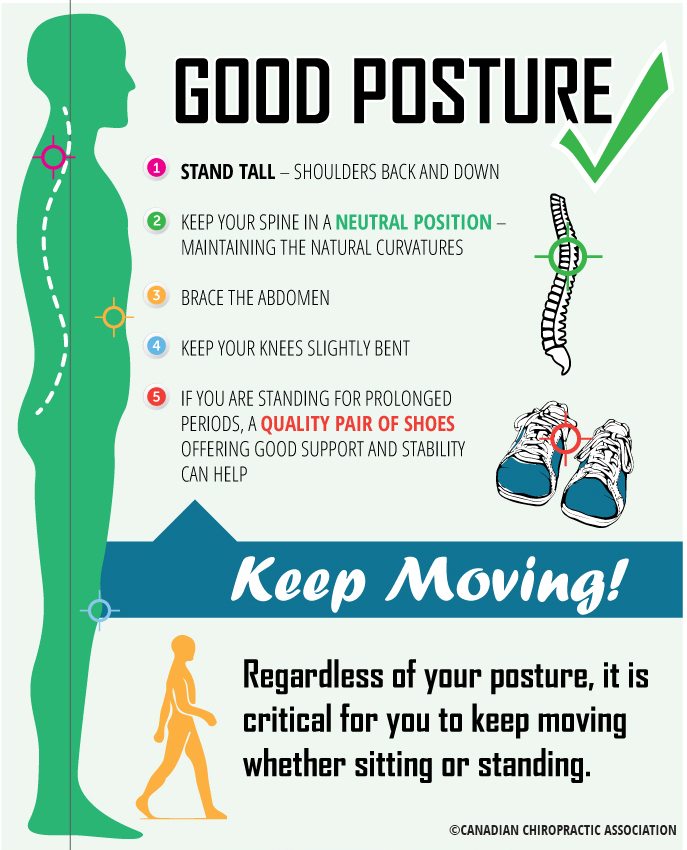 GOOD POSTURE
1 STAND TALL – SHOULDERS BACK AND DOWN
2 KEEP YOUR SPINE IN A NEUTRAL POSITION –
MAINTAINING THE NATURAL CURVATURES
3 BRACE THE ABDOMEN
4 KEEP YOUR KNEES SLIGHTLY BENT
5 IF YOU ARE STANDING FOR PROLONGED
PERIODS, A QUALITY PAIR OF SHOES
OFFERING GOOD SUPPORT AND STABILITY
CAN HELP
Keep Moving!
Regardless of your posture, it is
critical for you to keep moving
whether sitting or standing.
©CANADIAN CHIROPRACTIC ASSOCIATION